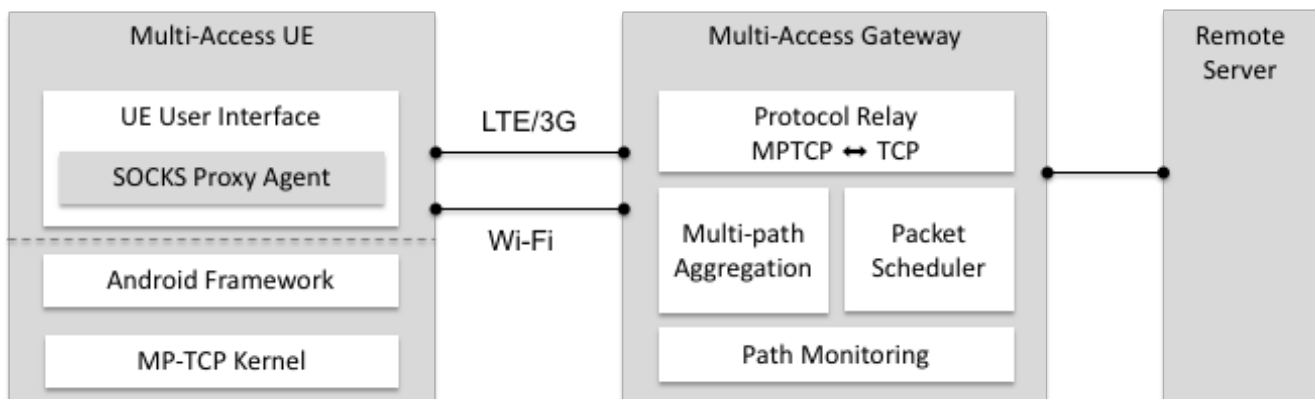 Multi-Access UE
UE User Interface
SOCKS Proxy Agent
Android Framework
MP-TCP Kernel
LTE/3G
Wi-Fi
Multi-Access Gateway
Protocol Relay
MPTCP ↔ TCP
Multi-path
Aggregation
Packet
Scheduler
Path Monitoring
Remote
Server